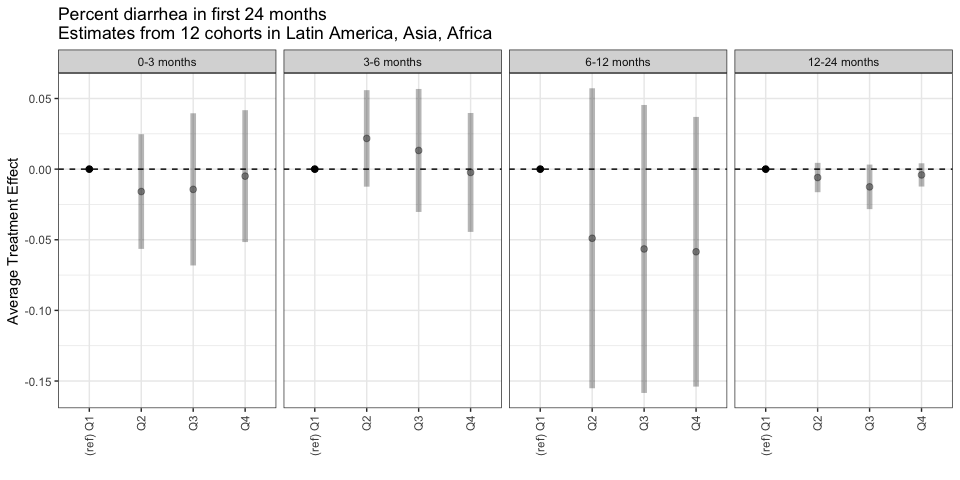 Percent diarrhea in first 24 months
Estimates from 12 cohorts in Latin America, Asia, Africa
0-3 months
3-6 months
6-12 months
12-24 months
Average Treatment Effect
0.05
0.00
-0.05
-0.10
-0.15
(ref) Q1
Q2
Q3
Q4
(ref) Q1
Q2
Q3
Q4
(ref) Q1
Q2
Q3
Q4
(ref) Q1
Q2
Q3
Q4